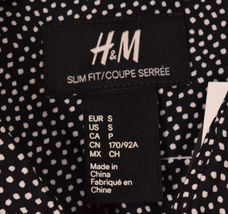 H&M
SLIM FIT/COUPE SERRÉE
EUR S
US S
CA P
CN 170/92A
MX CH
Made in
China
Fabriqué en
Chine